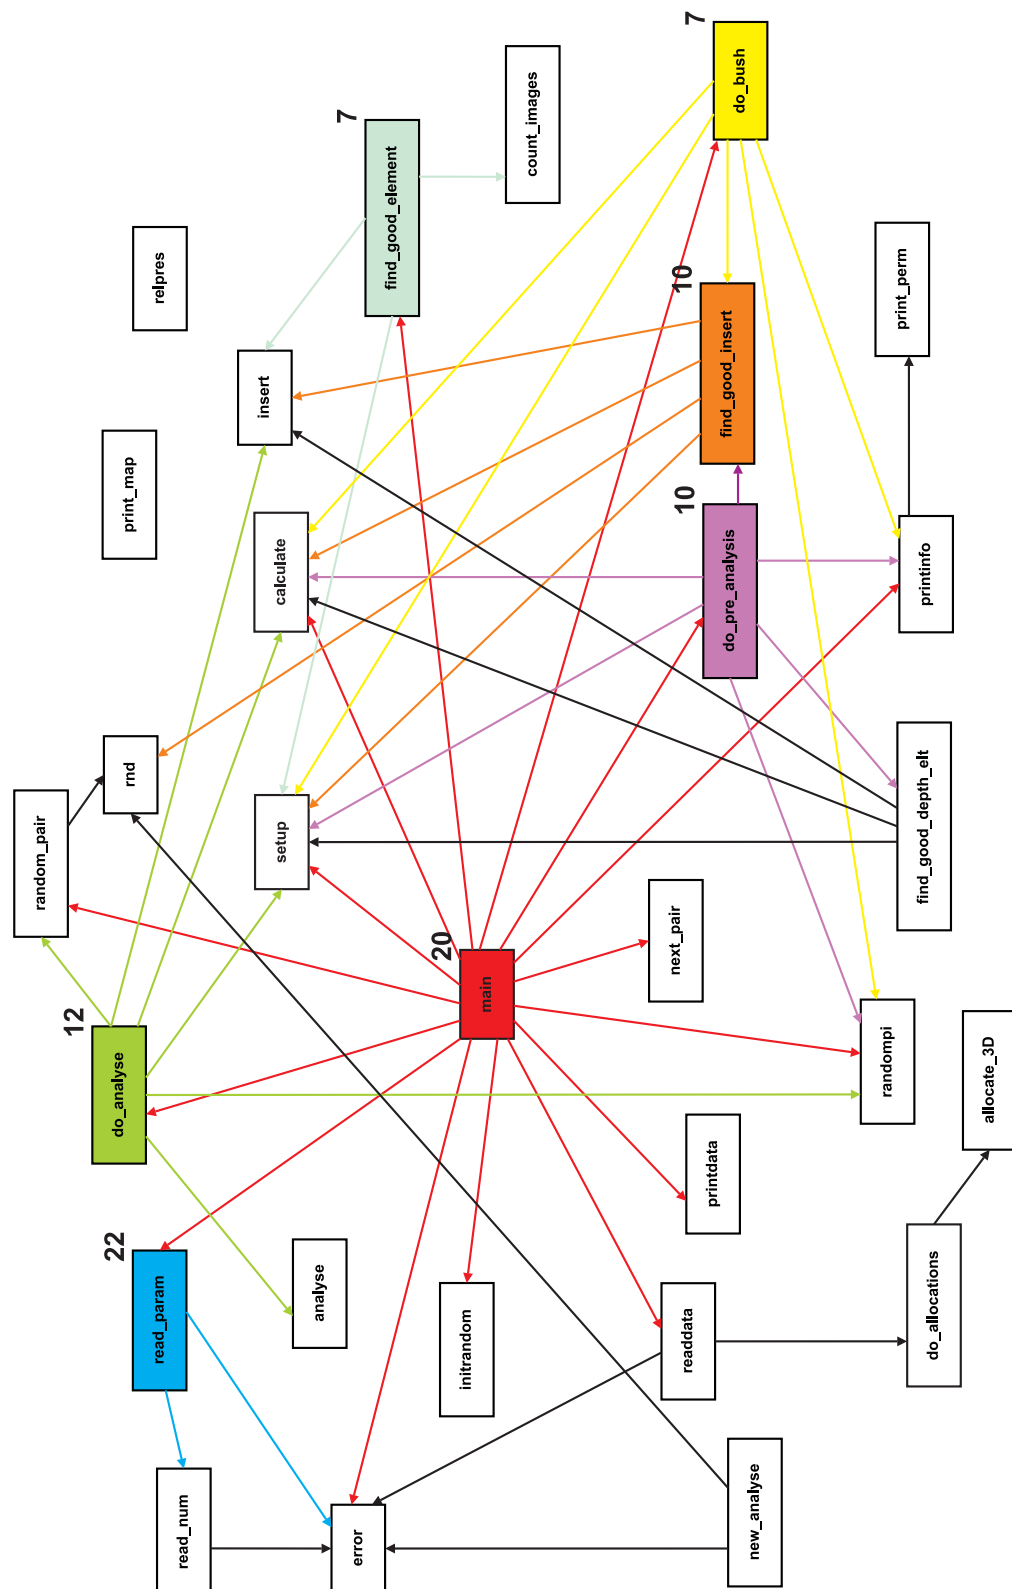 read_num
error
new_analyse
22
read_param
analyse
initrandom
readdata
do_allocations
12
do_analyse
printdata
allocate_3D
20
main
next_pair
randompi
random_pair
rnd
setup
find_good_depth_elt
print_map
calculate
10
do_pre_analysis
printinfo
relpres
insert
10
find_good_insert
print_perm
7
find_good_element
count_images
7
do_bush